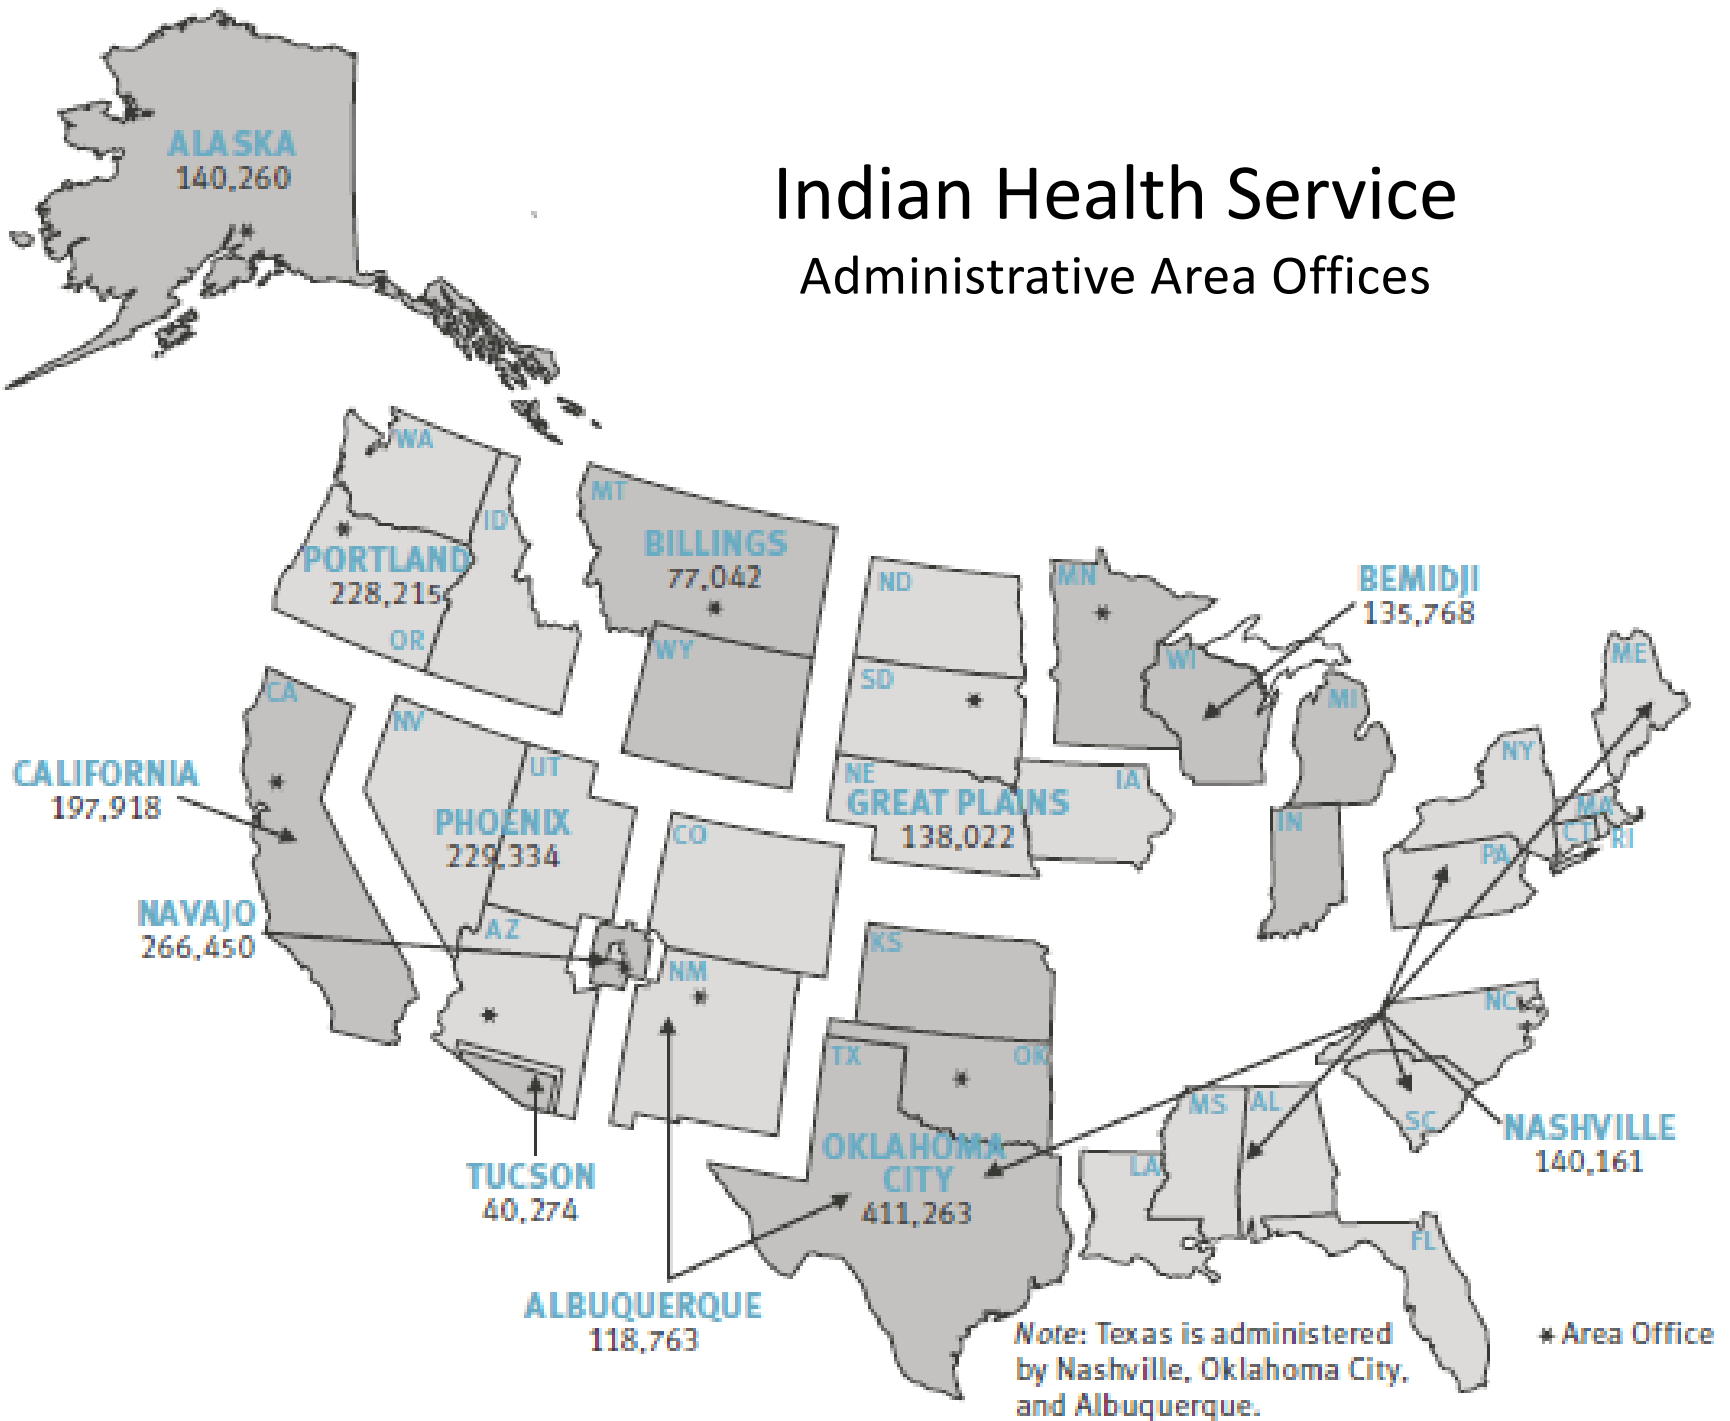 Indian Health Service
Administrative Area Offices
ALASKA
140,260
*
WA
ID
*
PORTLAND
228,215
OR
MT
BILLINGS
77,042
*
WY
ND
SD
*
NE
IA
GREAT PLAINS
138,022
MN
*
WI
MI
IN
BEMIDJI
135,768
ME
NY
MA
CT
RI
PA
CA
*
CALIFORNIA
197,918
NV
UT
PHOENIX
229,334
AZ
*
NAVAJO
266,450
CO
NM
*
KS
TX
OK
*
OKLAHOMA
CITY
411,263
TUCSON
40,274
ALBUQUERQUE
118,763
NC
SC
MS
AL
LA
FL
NASHVILLE
140,161
Note: Texas is administered
by Nashville, Oklahoma City,
and Albuquerque.
* Area Office